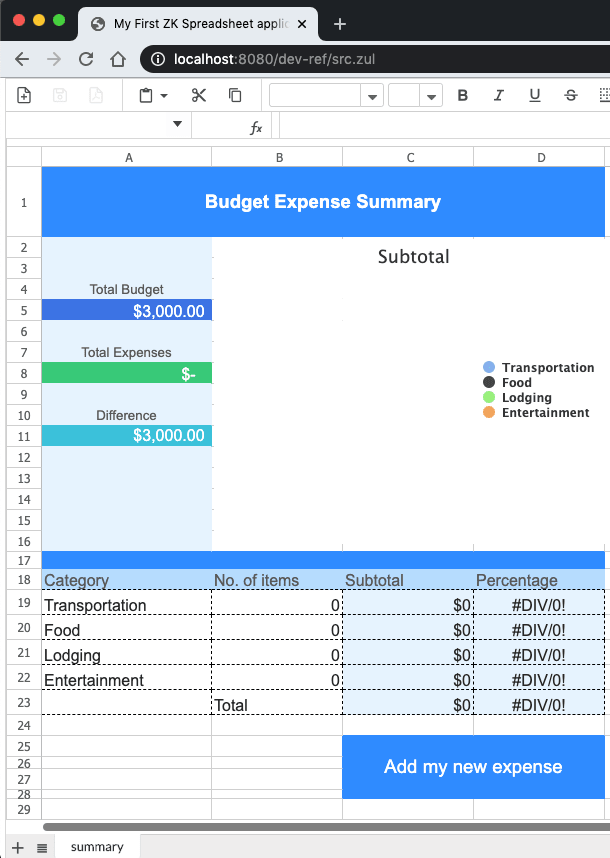 My First ZK Spreadsheet applic
localhost:8080/dev-ref/src.zul
B I U S
fx
A B C D
1 Budget Expense Summary
2 Subtotal
3
4 Total Budget
5 $3,000.00
6
7 Total Expenses
Transportation
8 $-
Food
9
Lodging
10 Difference
Entertainment
11 $3,000.00
12
13
14
15
16
17
18 Category No. of items Subtotal Percentage
19 Transportation 0 $0 #DIV/0!
20 Food 0 $0 #DIV/0!
21 Lodging 0 $0 #DIV/0!
22 Entertainment 0 $0 #DIV/0!
23 Total $0 #DIV/0!
24
25
26 Add my new expense
27
28
29
summary